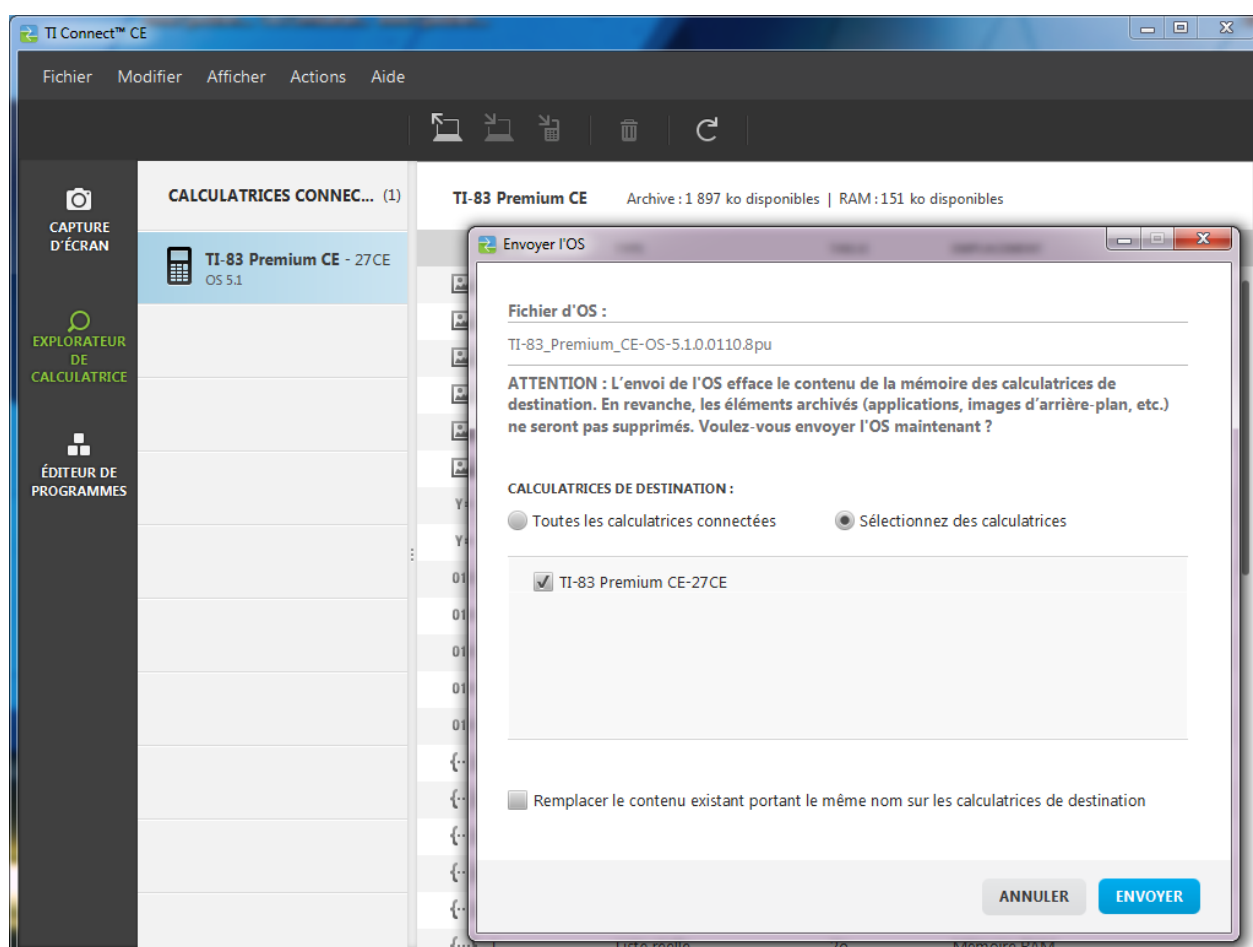 TI Connect™ CE
Fichier Modifier Afficher Actions Aide
CAPTURE
D'ÉCRAN
EXPLORATEUR
DE
CALCULATRICE
ÉDITEUR DE
PROGRAMMES
CALCULATRICES CONNEC... (1)
TI-83 Premium CE - 27CE
OS 5.1
TI-83 Premium CE Archive : 1 897 ko disponibles | RAM : 151 ko disponibles
Envoyer l'OS
Fichier d'OS :
TI-83_Premium_CE-OS-5.1.0.0110.8pu
ATTENTION : L'envoi de l'OS efface le contenu de la mémoire des calculatrices de
destination. En revanche, les éléments archivés (applications, images d'arrière-plan, etc.)
ne seront pas supprimés. Voulez-vous envoyer l'OS maintenant ?
CALCULATRICES DE DESTINATION :
Toutes les calculatrices connectées Sélectionnez des calculatrices
TI-83 Premium CE-27CE
Remplacer le contenu existant portant le même nom sur les calculatrices de destination
ANNULER ENVOYER
Liste réelle Mémoire RAM